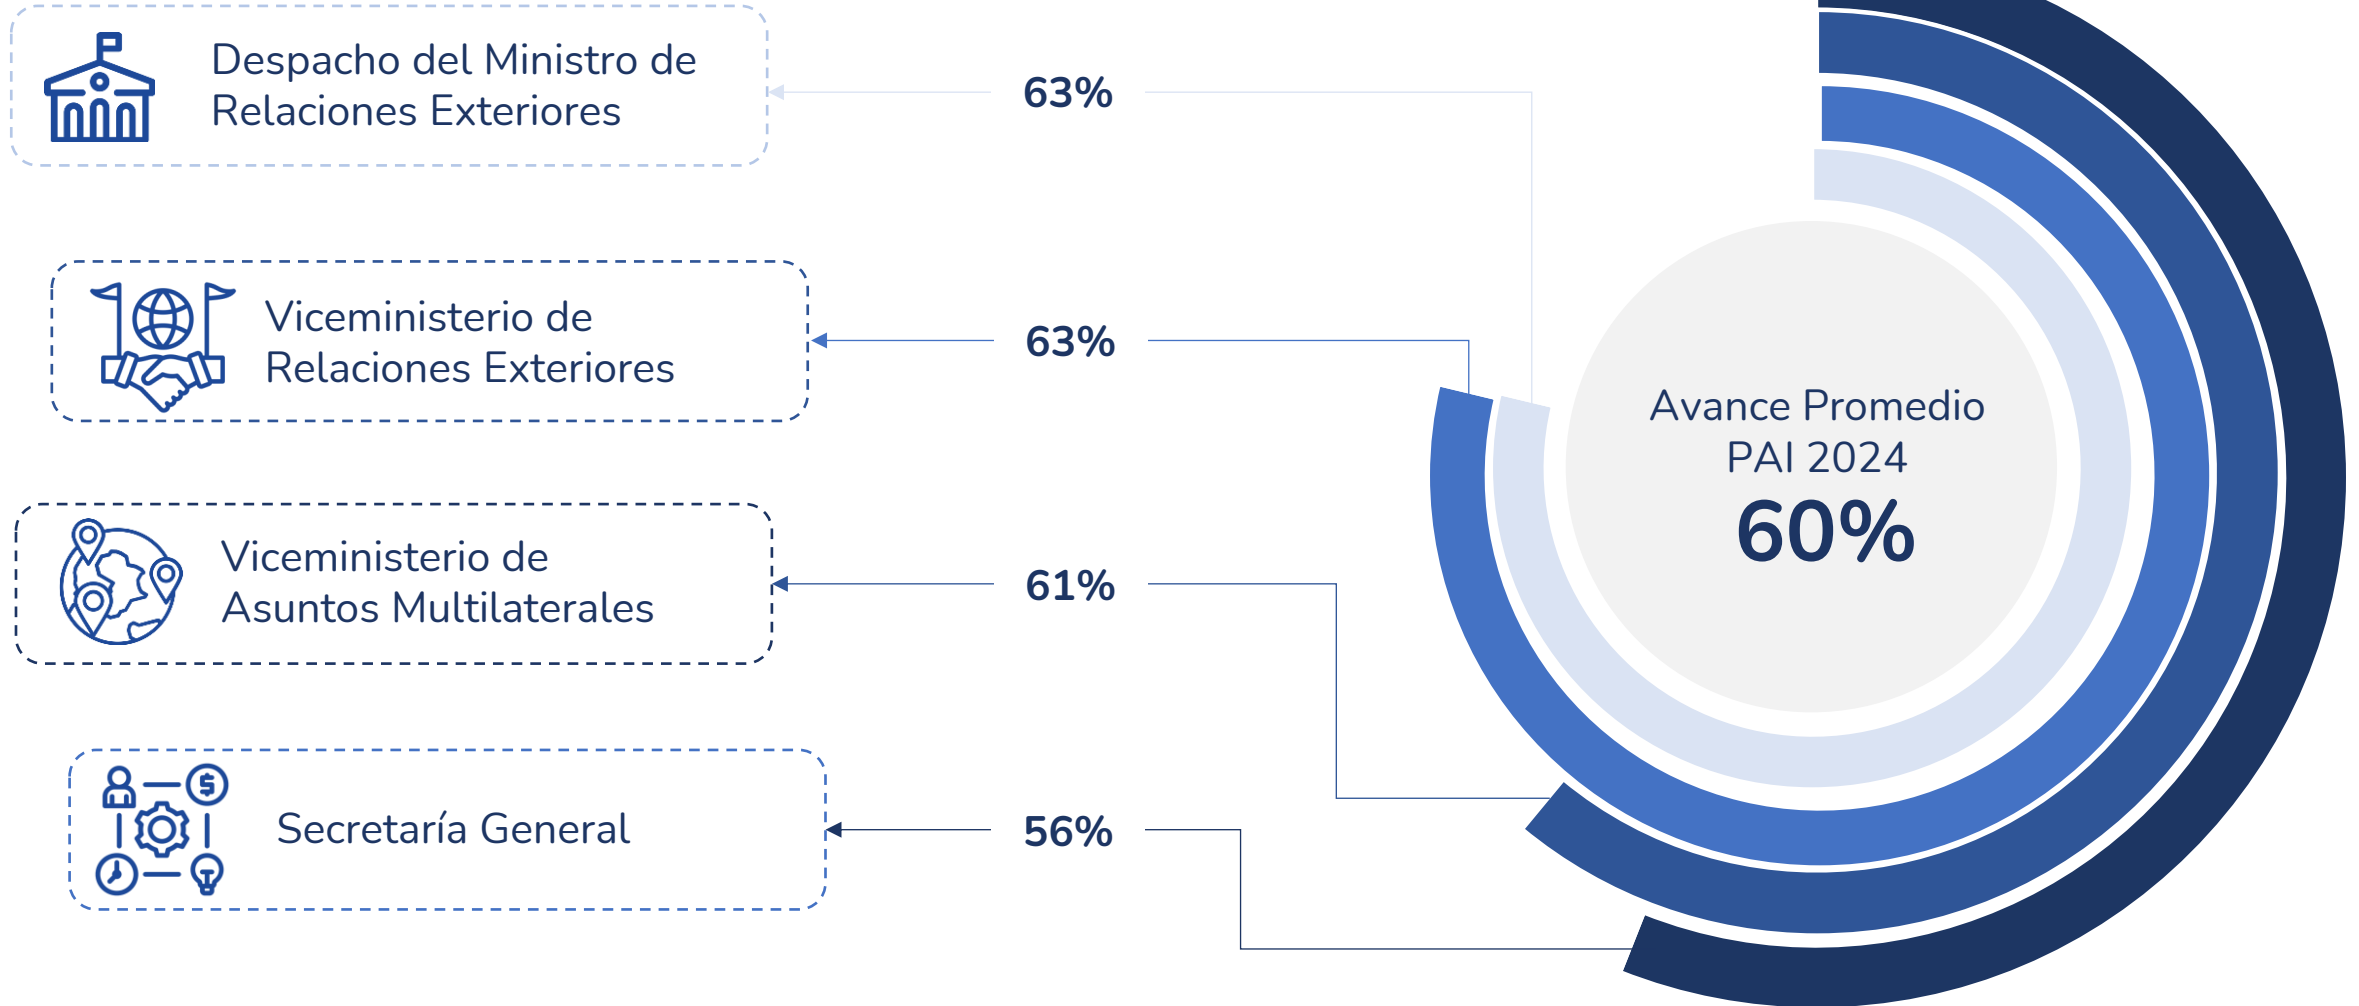 Despacho del Ministro de
Relaciones Exteriores
63%
Viceministerio de
Relaciones Exteriores
63%
Viceministerio de
Asuntos Multilaterales
61%
Secretaría General
56%
Avance Promedio
PAI 2024
60%
$